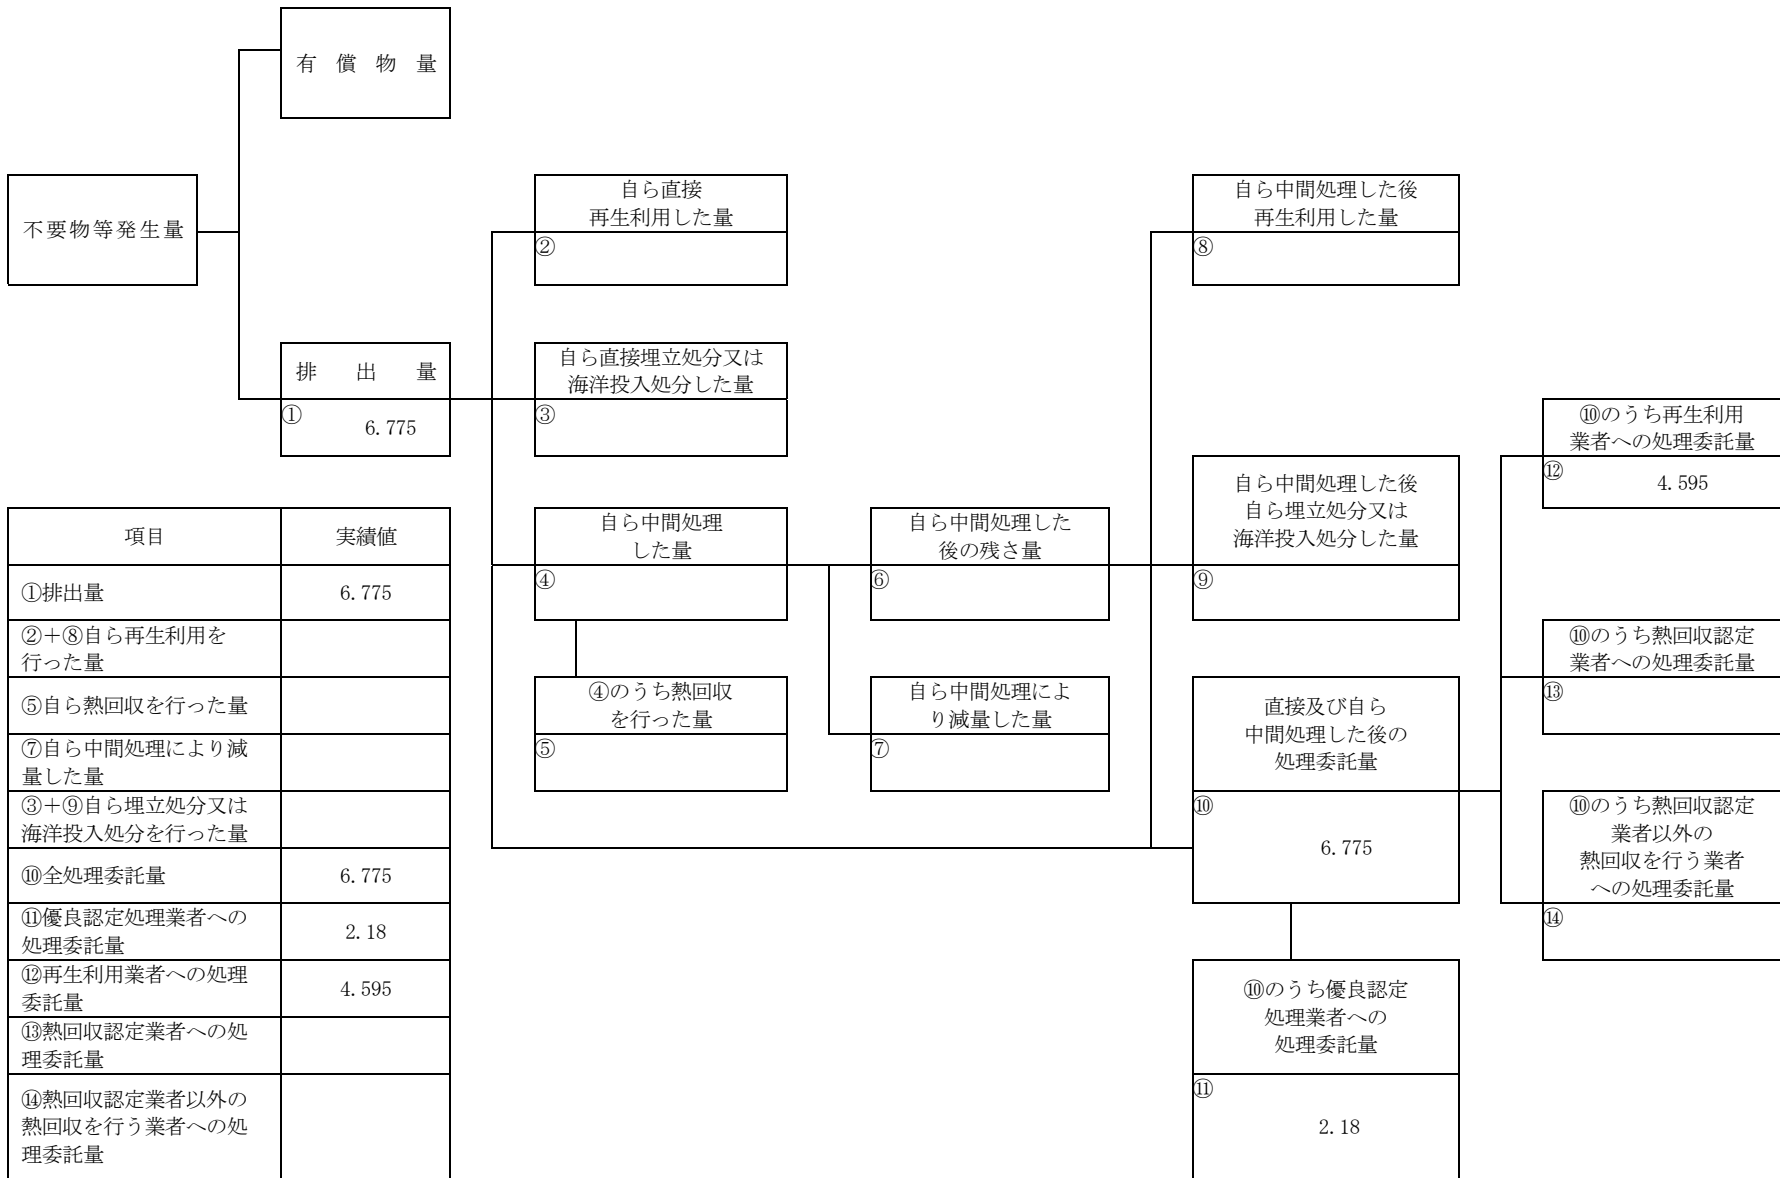 有償物量
不要物等発生量
自ら直接
再生利用した量
②
自ら中間処理した後
再生利用した量
⑧
排出量
①
6.775
自ら直接埋立処分又は
海洋投入処分した量
③
⑩のうち再生利用
業者への処理委託量
⑫
4.595
自ら中間処理
した量
④
自ら中間処理した
後の残さ量
⑥
自ら中間処理した後
自ら埋立処分又は
海洋投入処分した量
⑨
⑩のうち熱回収認定
業者への処理委託量
⑬
④のうち熱回収
を行った量
⑤
自ら中間処理によ
り減量した量
⑦
直接及び自ら
中間処理した後の
処理委託量
⑩
6.775
⑩のうち熱回収認定
業者以外の
熱回収を行う業者
への処理委託量
⑭
⑩のうち優良認定
処理業者への
処理委託量
⑪
2.18
項目 実績値
①排出量 6.775
②+⑧自ら再生利用を
行った量
⑤自ら熱回収を行った量
⑦自ら中間処理により減
量した量
③+⑨自ら埋立処分又は
海洋投入処分を行った量
⑩全処理委託量 6.775
⑪優良認定処理業者への
処理委託量 2.18
⑫再生利用業者への処理
委託量 4.595
⑬熱回収認定業者への処
理委託量
⑭熱回収認定業者以外の
熱回収を行う業者への処
理委託量